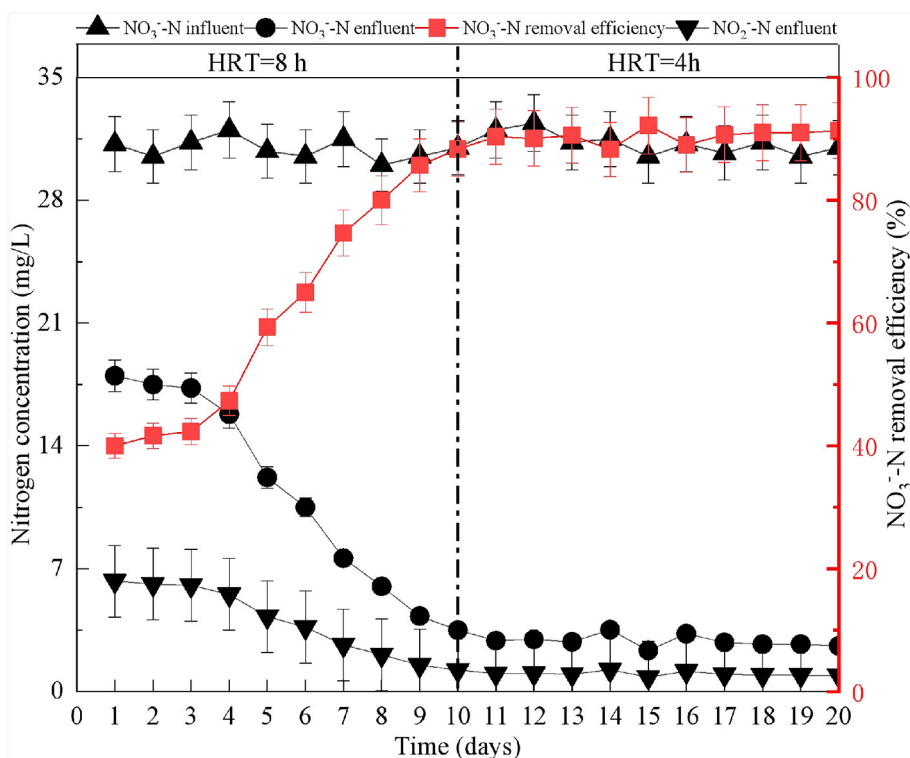 NO₃⁻-N influent NO₃⁻-N enfluent NO₃⁻-N removal efficiency NO₂⁻-N enfluent
HRT=8 h HRT=4h
35 100
28 80
21 60
14 40
7 20
0 0
Nitrogen concentration (mg/L)
NO₃⁻-N removal efficiency (%)
0 1 2 3 4 5 6 7 8 9 10 11 12 13 14 15 16 17 18 19 20
Time (days)